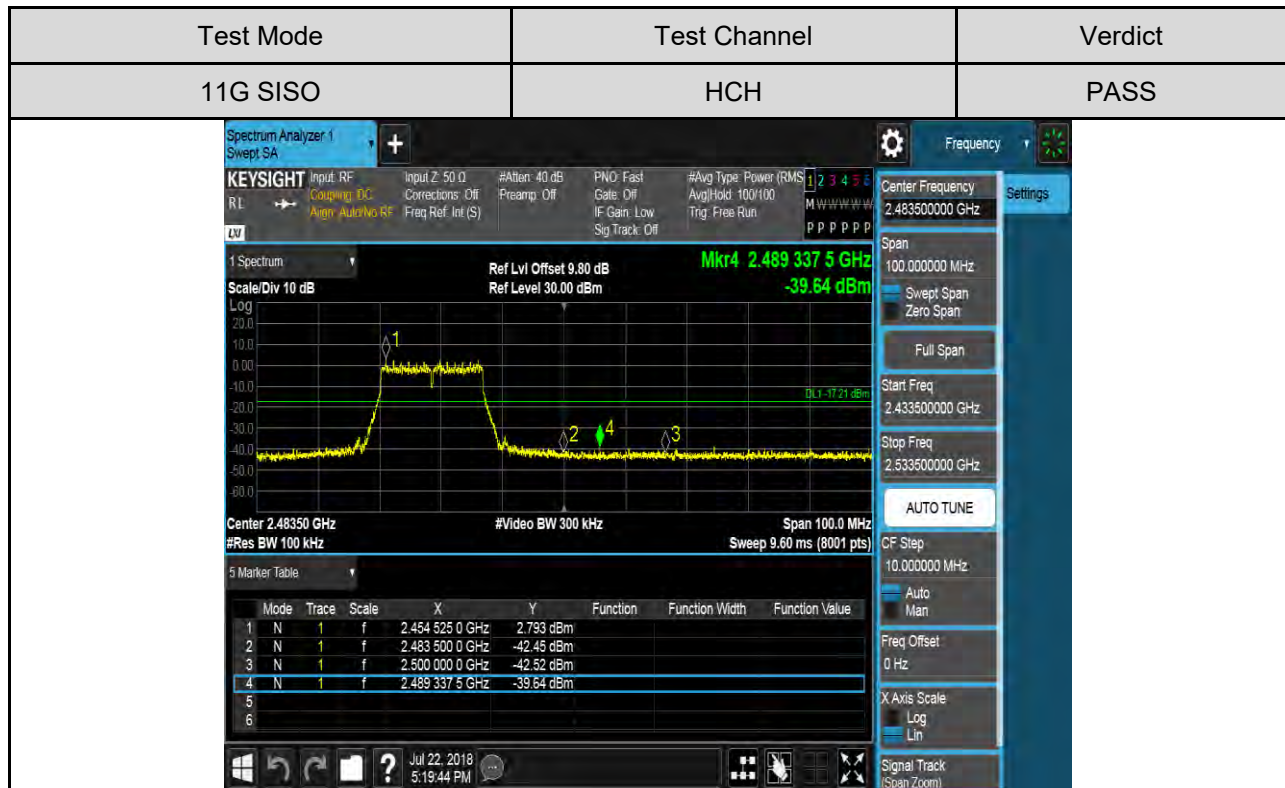 Test Mode Test Channel Verdict
11G SISO HCH PASS
Spectrum Analyzer 1
Swept SA
+
Frequency
KEYSIGHT Input: RF Input Z: 50 Ω #Atten: 40 dB PNO: Fast #Avg Type: Power (RMS 1 2 3 4 5 6
RL Coupling: DC Corrections: Off Preamp: Off Gate: Off Avg|Hold: 100/100 M W W W W W
Align: Auto/No RF Freq Ref: Int (S) IF Gain: Low Trig: Free Run
LXI Sig Track: Off P P P P P P
Center Frequency
2.483500000 GHz
Settings
1 Spectrum
Ref Lvl Offset 9.80 dB
Mkr4 2.489 337 5 GHz
Scale/Div 10 dB Ref Level 30.00 dBm -39.64 dBm
Log
20.0
10.0
0.00
-10.0
-20.0
-30.0
-40.0
-50.0
-60.0
1
DL1 -17.21 dBm
2 4 3
Center 2.48350 GHz #Video BW 300 kHz Span 100.0 MHz
#Res BW 100 kHz Sweep 9.60 ms (8001 pts)
Span
100.000000 MHz
Swept Span
Zero Span
Full Span
Start Freq
2.433500000 GHz
Stop Freq
2.533500000 GHz
AUTO TUNE
CF Step
10.000000 MHz
Auto
Man
Freq Offset
0 Hz
X Axis Scale
Log
Lin
Signal Track
(Span Zoom)
5 Marker Table
Mode Trace Scale X Y Function Function Width Function Value
1 N 1 f 2.454 525 0 GHz 2.793 dBm
2 N 1 f 2.483 500 0 GHz -42.45 dBm
3 N 1 f 2.500 000 0 GHz -42.52 dBm
4 N 1 f 2.489 337 5 GHz -39.64 dBm
5
6
? Jul 22, 2018
5:19:44 PM